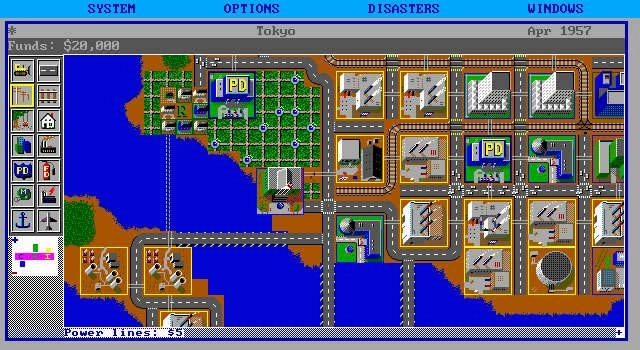 SYSTEM OPTIONS DISASTERS WINDOWS
Tokyo Apr 1957
Funds: $20,000
PD
PD
PD
Power lines: $5